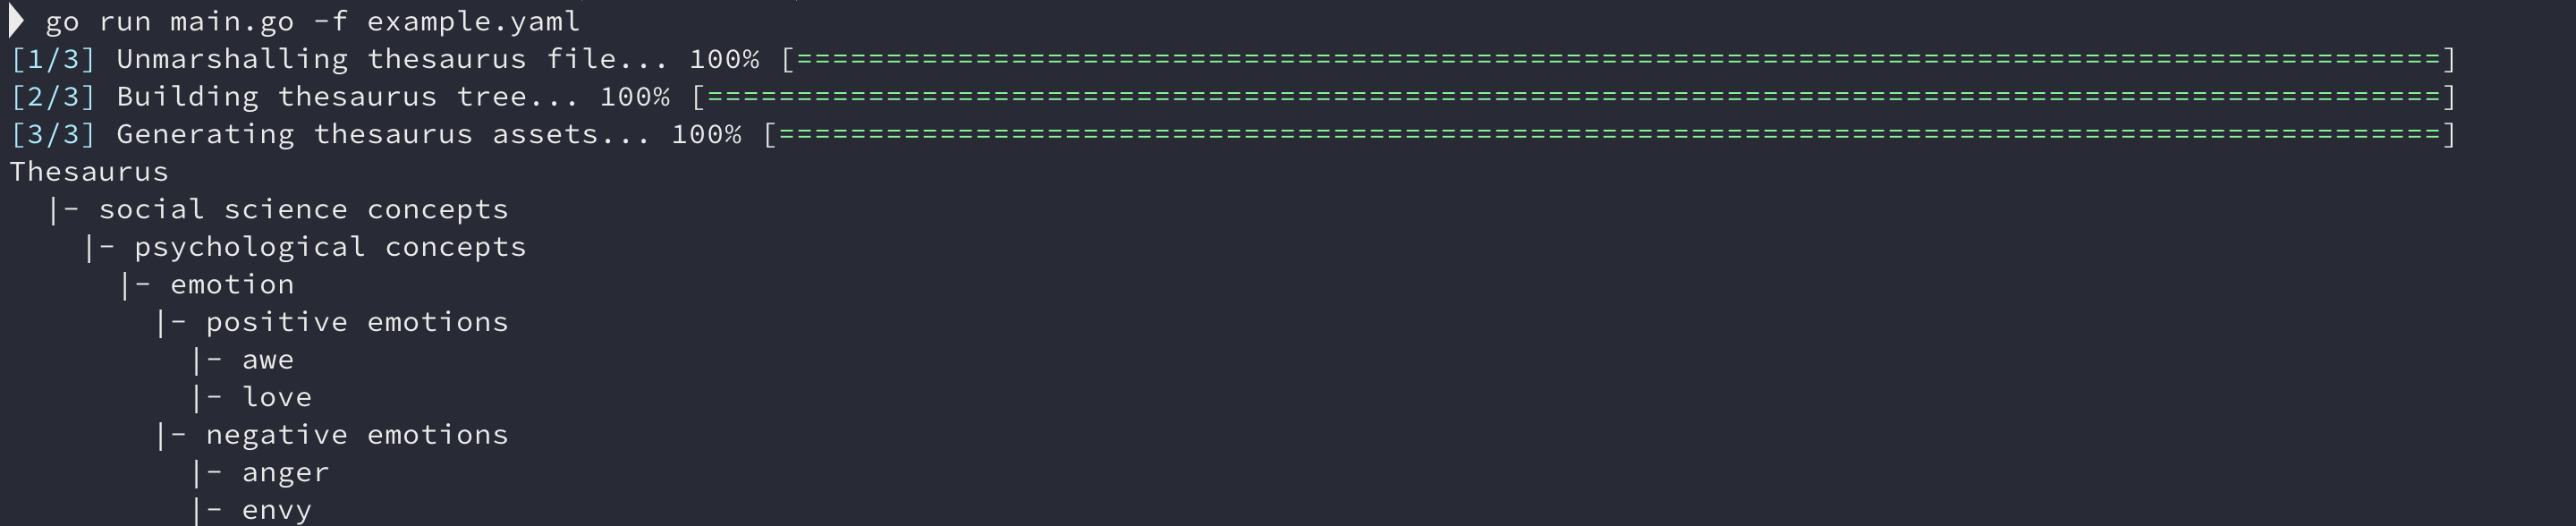 go run main.go -f example.yaml
[1/3] Unmarshalling thesaurus file... 100% [============================================================================================]
[2/3] Building thesaurus tree... 100% [=================================================================================================]
[3/3] Generating thesaurus assets... 100% [=============================================================================================]
Thesaurus
  |- social science concepts
    |- psychological concepts
      |- emotion
        |- positive emotions
          |- awe
          |- love
        |- negative emotions
          |- anger
          |- envy